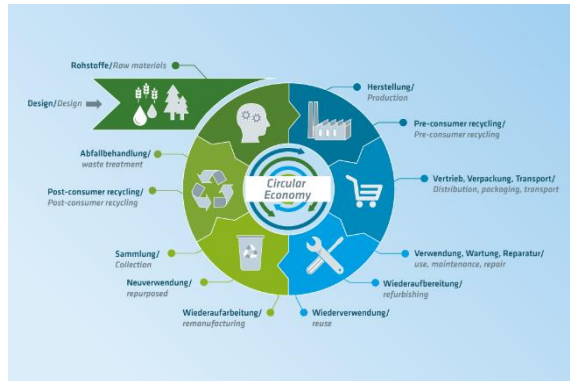 Rohstoffe/Raw materials
Design/Design
Herstellung/
Production
Pre-consumer recycling/
Pre-consumer recycling
Abfallbehandlung/
waste treatment
Circular
Economy
Vertrieb, Verpackung, Transport/
Distribution, packaging, transport
Post-consumer recycling/
Post-consumer recycling
Sammlung/
Collection
Verwendung, Wartung, Reparatur/
use, maintenance, repair
Neuverwendung/
repurposed
Wiederaufbereitung/
refurbishing
Wiederaufarbeitung/
remanufacturing
Wiederverwendung/
reuse